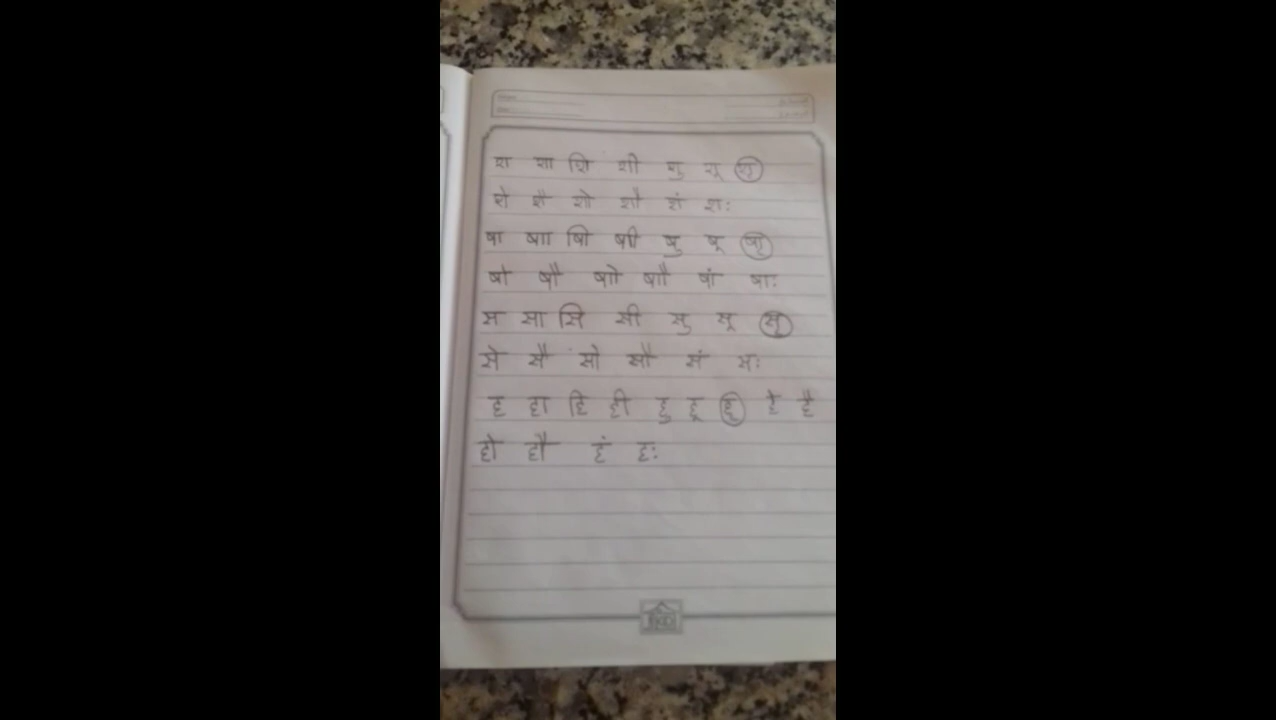 श शा शि शी शु शू शृ
शे शै शो शौ शं शः
ष षा षि षी षु षू षृ
षे षै षो षौ षं षः
स सा सि सी सु सू सृ
से सै सो सौ सं सः
ह हा हि ही हु हू हृ हे है
हो हौ हं हः